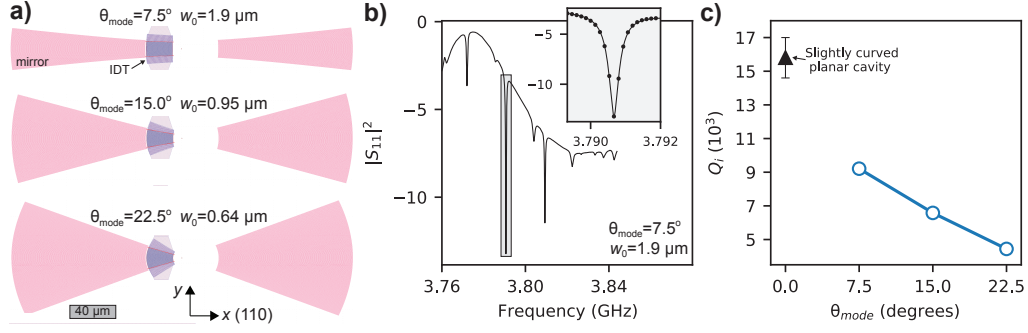 a)
θmode=7.5° w0=1.9 μm
mirror
IDT
θmode=15.0° w0=0.95 μm
θmode=22.5° w0=0.64 μm
40 μm
y
x (110)
b)
0
−5
−10
|S11|²
3.76
3.80
3.84
Frequency (GHz)
−5
−10
3.790
3.792
θmode=7.5°
w0=1.9 μm
c)
17
15
13
11
9
7
5
Qi (10³)
Slightly curved
planar cavity
0.0
7.5
15.0
22.5
θmode (degrees)